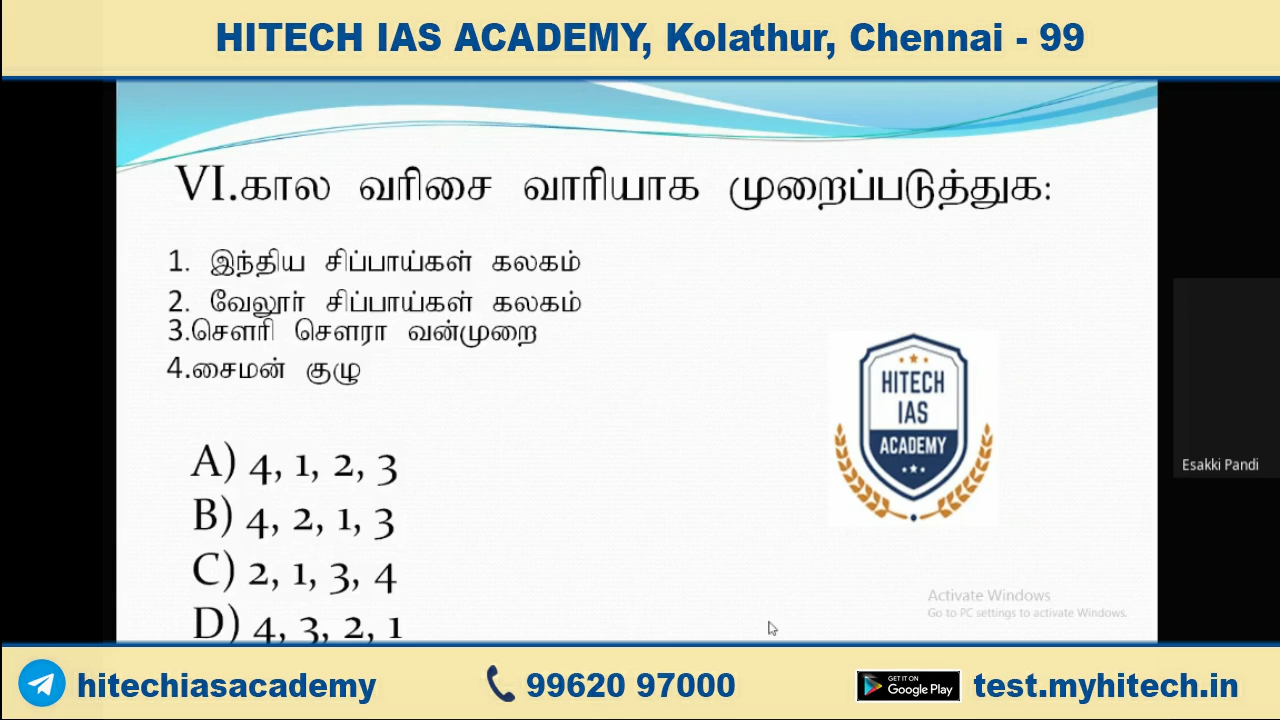 HITECH IAS ACADEMY, Kolathur, Chennai - 99
VI.கால வரிசை வாரியாக முறைப்படுத்துக:
1. இந்திய சிப்பாய்கள் கலகம்
2. வேலூர் சிப்பாய்கள் கலகம்
3.சௌரி சௌரா வன்முறை
4.சைமன் குழு
HITECH
IAS
ACADEMY
Esakki Pandi
A) 4, 1, 2, 3
B) 4, 2, 1, 3
C) 2, 1, 3, 4
D) 4, 3, 2, 1
Activate Windows
Go to PC settings to activate Windows.
hitechiasacademy
99620 97000
GET IT ON
Google Play
test.myhitech.in